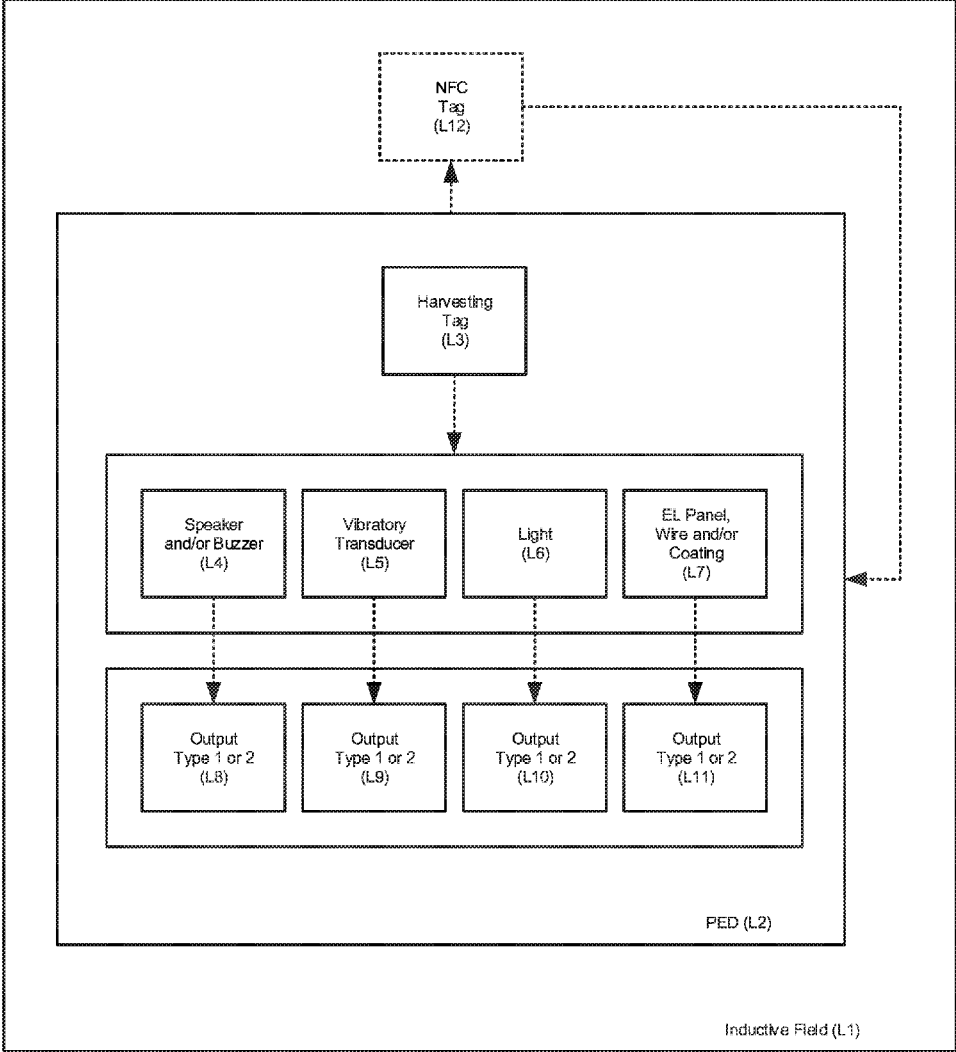 NFC
Tag
(L12)
Harvesting
Tag
(L3)
Speaker
and/or Buzzer
(L4)
Vibratory
Transducer
(L5)
Light
(L6)
EL Panel,
Wire and/or
Coating
(L7)
Output
Type 1 or 2
(L8)
Output
Type 1 or 2
(L9)
Output
Type 1 or 2
(L10)
Output
Type 1 or 2
(L11)
PED (L2)
Inductive Field (L1)